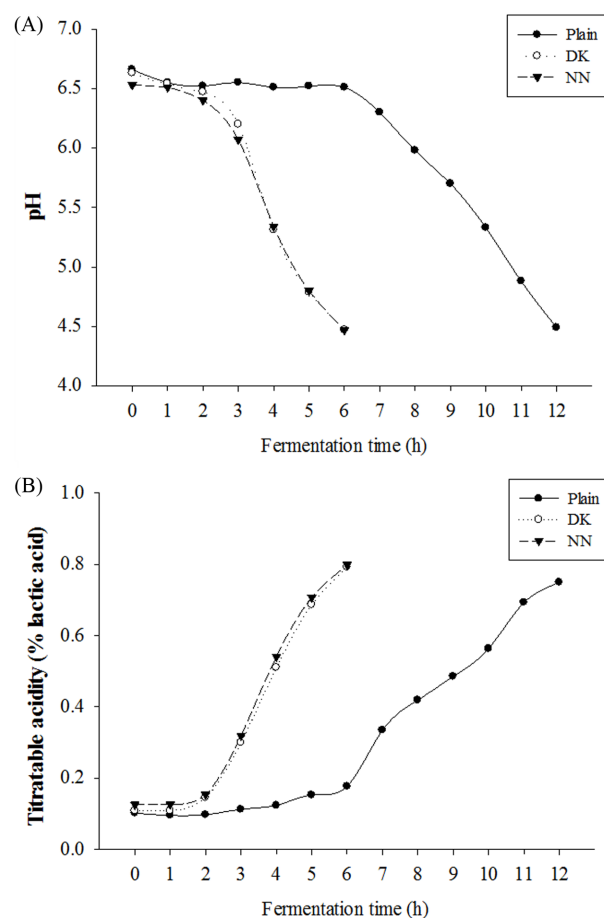 (A)
7.0
6.5
6.0
5.5
5.0
4.5
4.0
pH
Plain
DK
NN
0 1 2 3 4 5 6 7 8 9 10 11 12
Fermentation time (h)
(B)
1.0
0.8
0.6
0.4
0.2
0.0
Titratable acidity (% lactic acid)
Plain
DK
NN
0 1 2 3 4 5 6 7 8 9 10 11 12
Fermentation time (h)